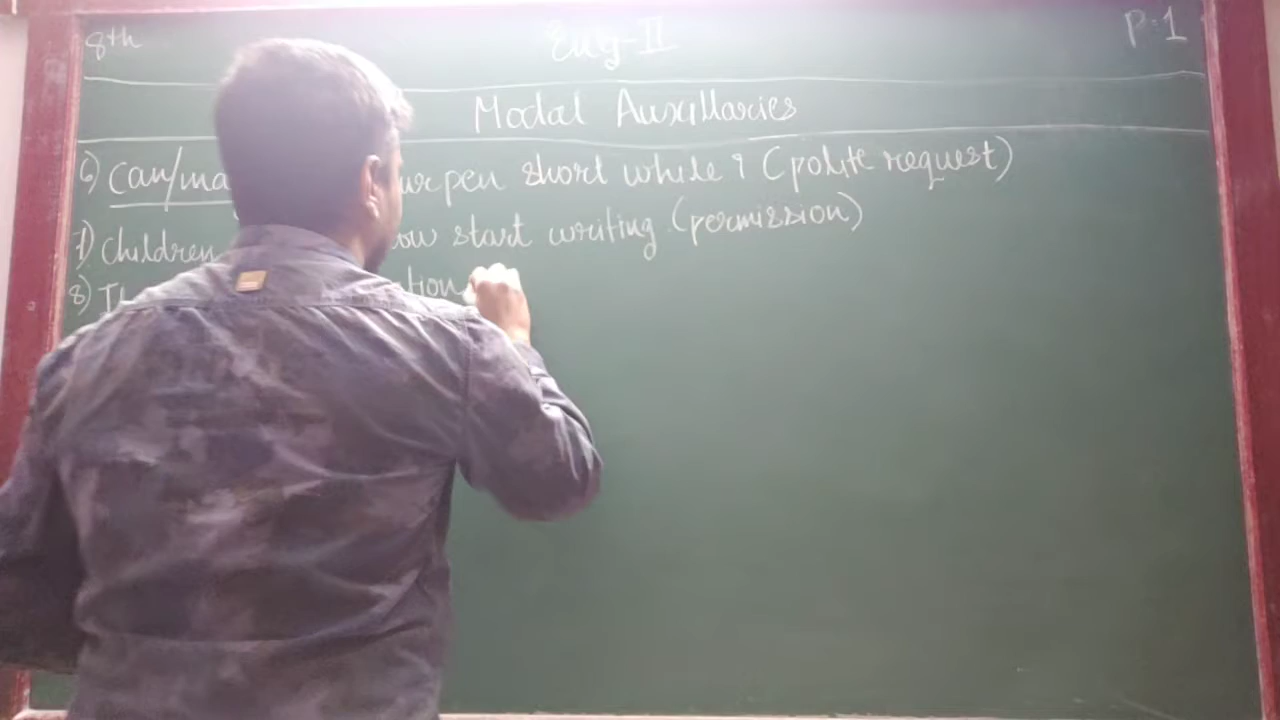 8th Eng-II P.1
Modal Auxillaries
6) can/ma ur pen short while ? (polite request)
7) children ow start writing (permission)
8) I ation